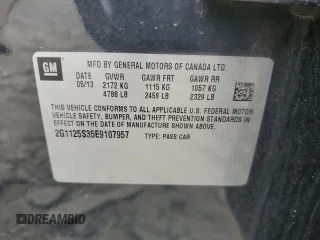 GM
MFD BY GENERAL MOTORS OF CANADA LTD.
DATE GVWR GAWR FRT GAWR RR
05/13 2172 KG 1115 KG 1057 KG
4788 LB 2459 LB 2329 LB
THIS VEHICLE CONFORMS TO ALL APPLICABLE U.S. FEDERAL MOTOR
VEHICLE SAFETY, BUMPER, AND THEFT PREVENTION STANDARDS
IN EFFECT ON THE DATE OF MANUFACTURE SHOWN ABOVE.
2G1125S35E9107957
TYPE: PASS CAR
DREAMBID